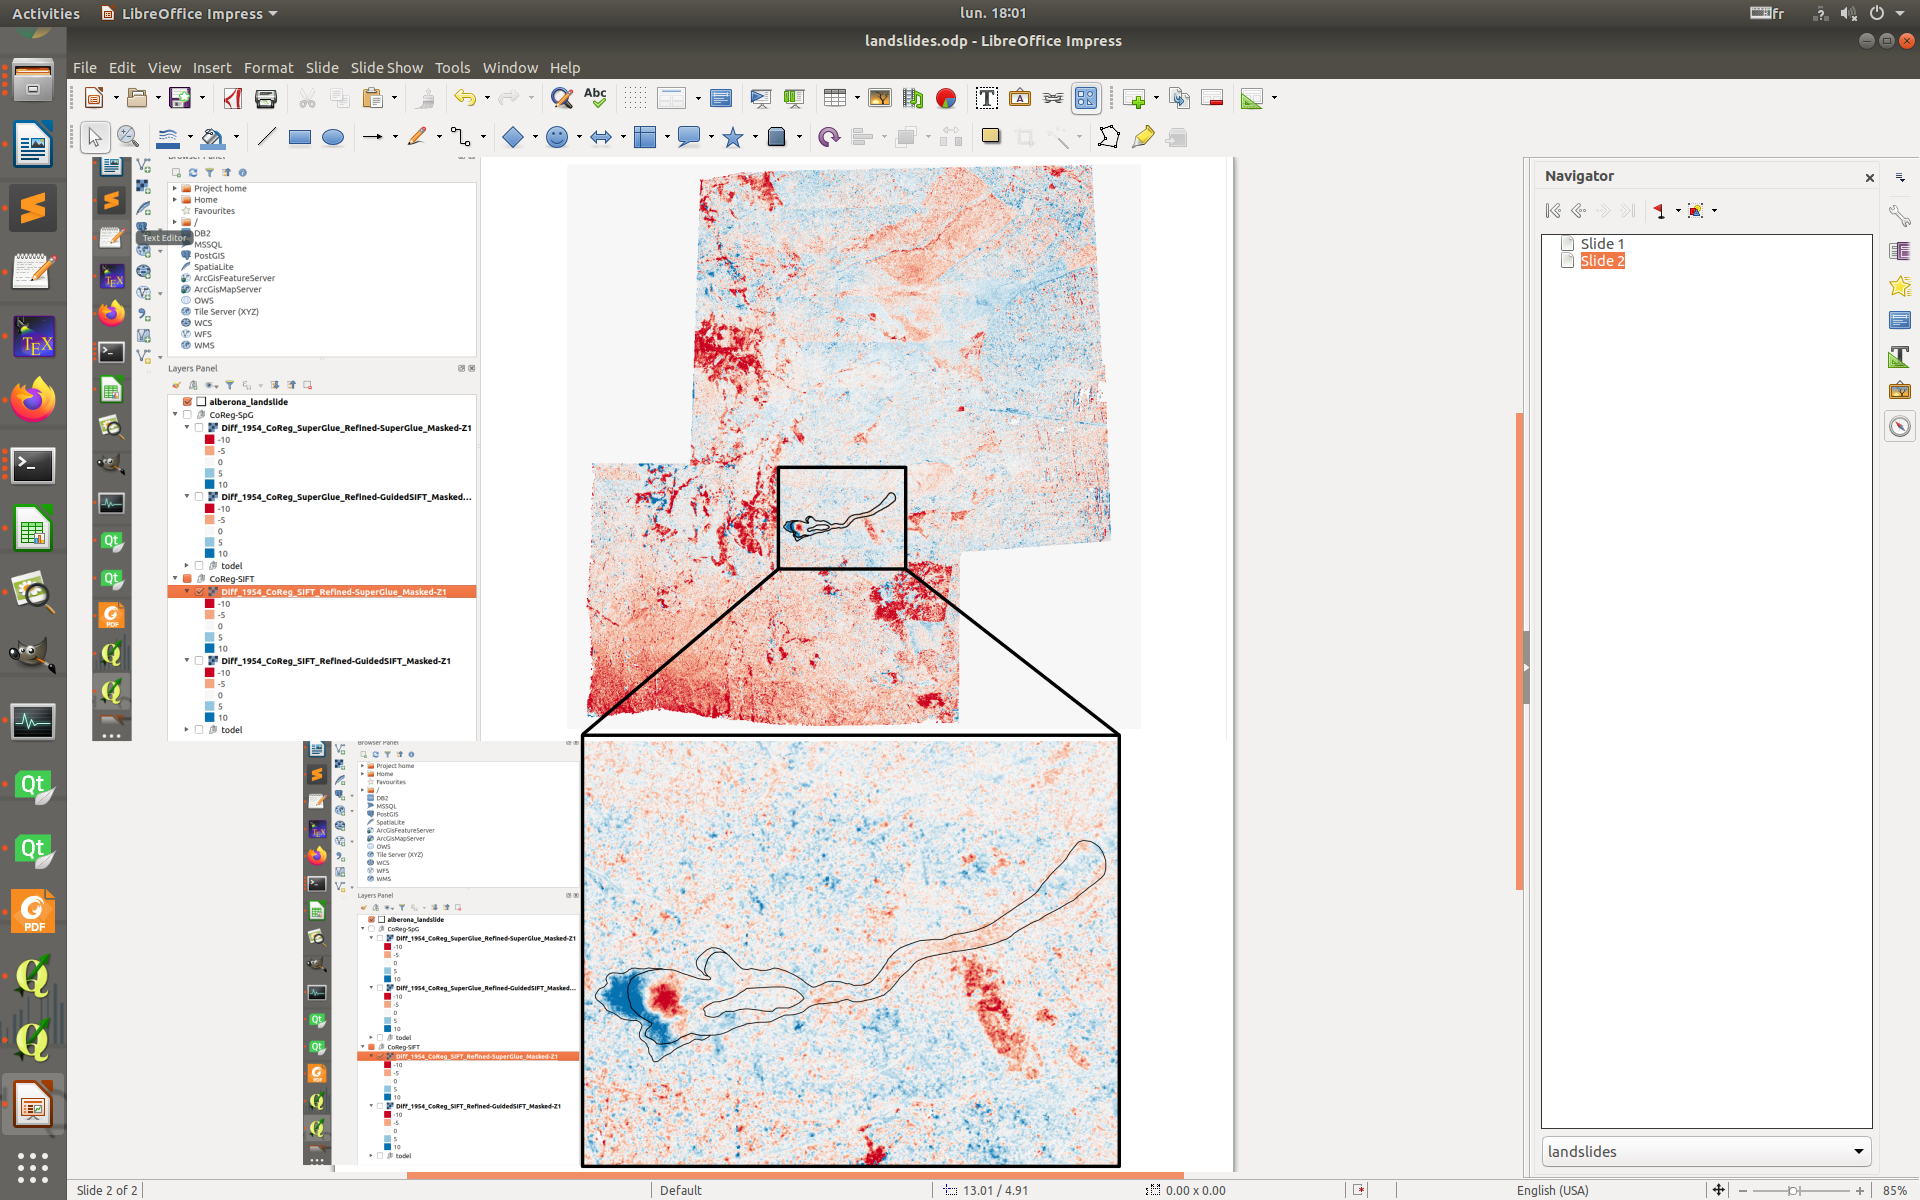 Activities
LibreOffice Impress
lun. 18:01
fr
landslides.odp - LibreOffice Impress
File Edit View Insert Format Slide Slide Show Tools Window Help
Abc
Browser Panel
Project home
Home
Favourites
/
Text Editor
DB2
MSSQL
PostGIS
SpatiaLite
ArcGisFeatureServer
ArcGisMapServer
OWS
Tile Server (XYZ)
WCS
WFS
WMS
Layers Panel
alberona_landslide
CoReg-SpG
Diff_1954_CoReg_SuperGlue_Refined-SuperGlue_Masked-Z1
-10
-5
0
5
10
Diff_1954_CoReg_SuperGlue_Refined-GuidedSIFT_Masked...
-10
-5
0
5
10
todel
CoReg-SIFT
Diff_1954_CoReg_SIFT_Refined-SuperGlue_Masked-Z1
-10
-5
0
5
10
Diff_1954_CoReg_SIFT_Refined-GuidedSIFT_Masked-Z1
-10
-5
0
5
10
todel
Browser Panel
Project home
Home
Favourites
/
DB2
MSSQL
PostGIS
SpatiaLite
ArcGisFeatureServer
ArcGisMapServer
OWS
Tile Server (XYZ)
WCS
WFS
WMS
Layers Panel
alberona_landslide
CoReg-SpG
Diff_1954_CoReg_SuperGlue_Refined-SuperGlue_Masked-Z1
-10
-5
0
5
10
Diff_1954_CoReg_SuperGlue_Refined-GuidedSIFT_Masked...
-10
-5
0
5
10
todel
CoReg-SIFT
Diff_1954_CoReg_SIFT_Refined-SuperGlue_Masked-Z1
-10
-5
0
5
10
Diff_1954_CoReg_SIFT_Refined-GuidedSIFT_Masked-Z1
-10
-5
0
5
10
todel
Navigator
Slide 1
Slide 2
landslides
Slide 2 of 2
Default
13.01 / 4.91
0.00 x 0.00
English (USA)
85%
TEX
Qt
Qt
PDF